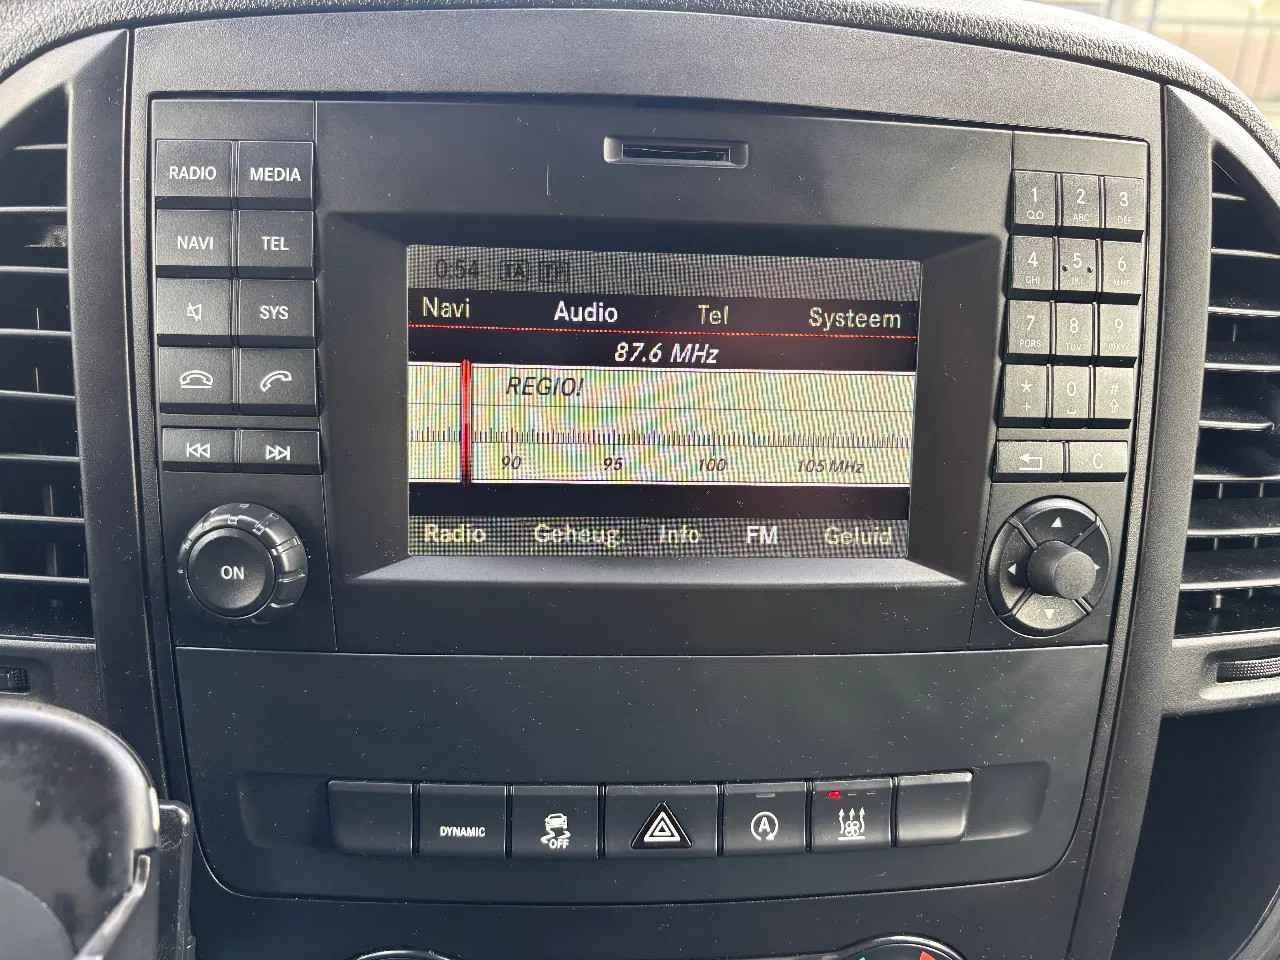 RADIO MEDIA
NAVI TEL
SYS
ON
0:54 TA TP
Navi Audio Tel Systeem
87.6 MHz
REGIO!
90 95 100 105 MHz
Radio Geheug. Info FM Geluid
1 2 3
ABC DEF
4 5 6
GHI
7 8 9
PQRS TUV WXYZ
* 0 #
+
C
DYNAMIC
OFF
A